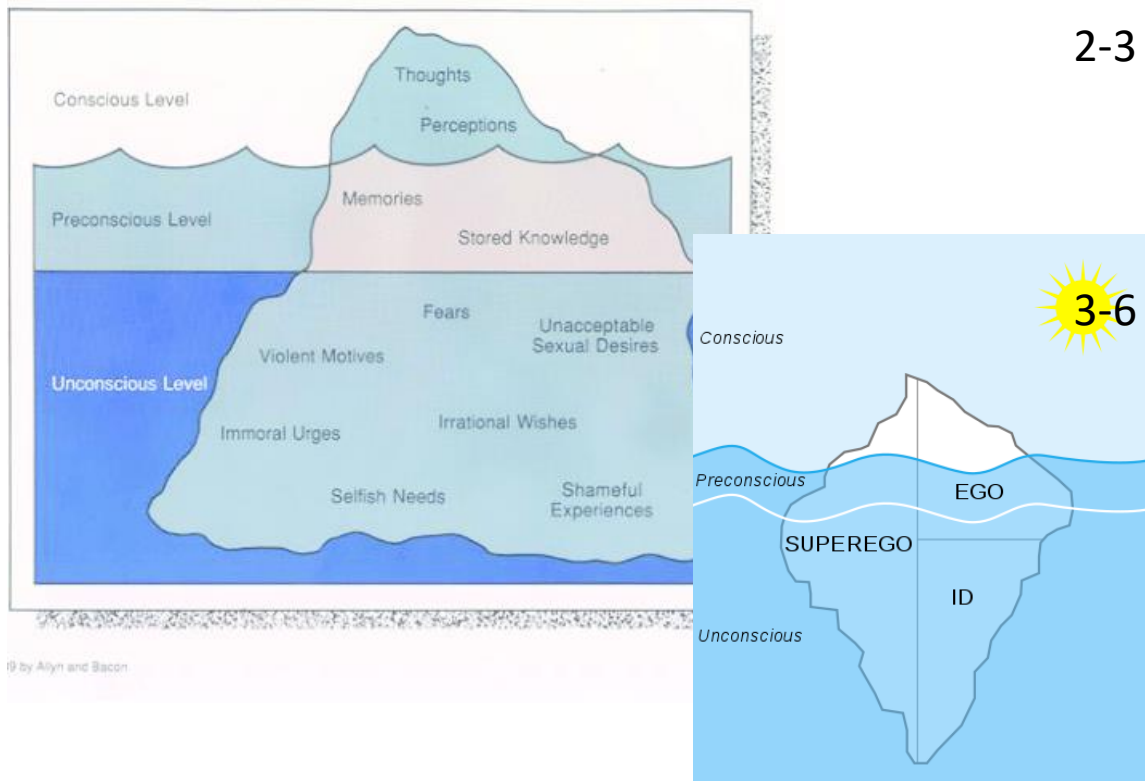 2-3
Thoughts
Conscious Level
Perceptions
Memories
Preconscious Level
Stored Knowledge
Fears
Unacceptable
Sexual Desires
Violent Motives
Unconscious Level
Irrational Wishes
Immoral Urges
Selfish Needs
Shameful
Experiences
9 by Allyn and Bacon
3-6
Conscious
Preconscious
EGO
SUPEREGO
ID
Unconscious